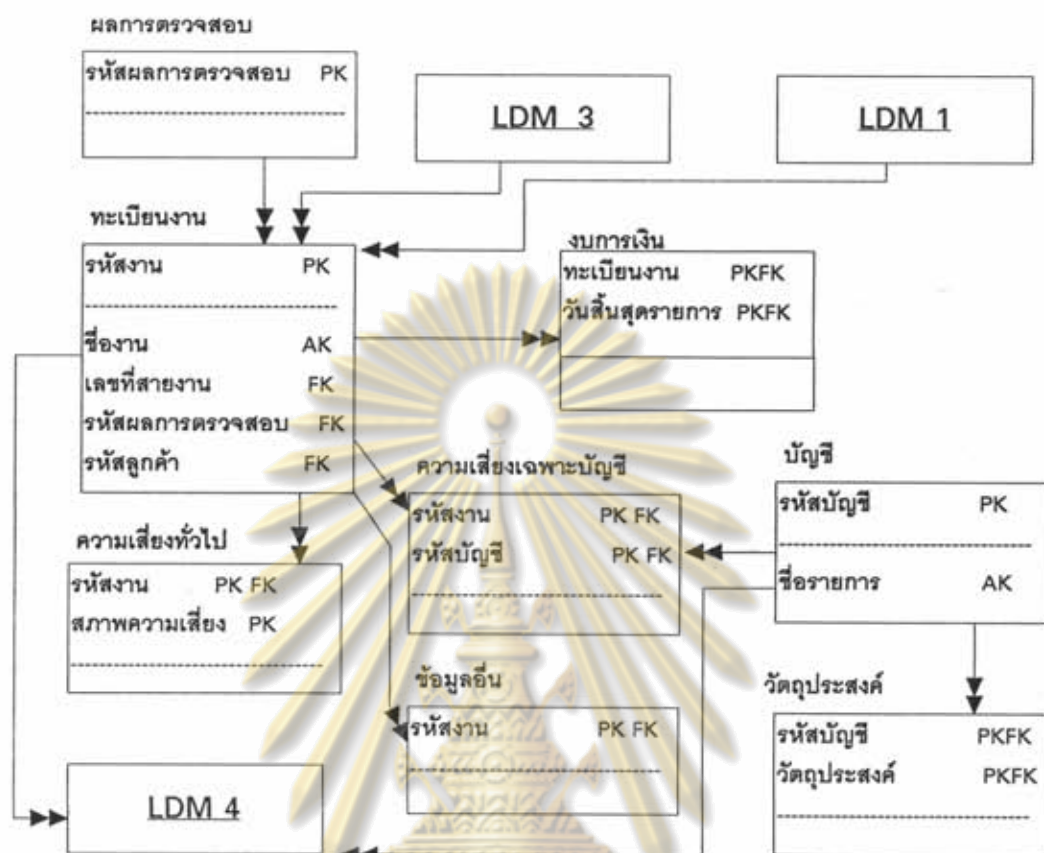 ผลการตรวจสอบ
รหัสผลการตรวจสอบ PK
LDM 3
LDM 1
ทะเบียนงาน
รหัสงาน PK
ชื่องาน AK
เลขที่สายงาน FK
รหัสผลการตรวจสอบ FK
รหัสลูกค้า FK
งบการเงิน
ทะเบียนงาน PKFK
วันสิ้นสุดรายการ PKFK
ความเสี่ยงเฉพาะบัญชี
รหัสงาน PK FK
รหัสบัญชี PK FK
บัญชี
รหัสบัญชี PK
ชื่อรายการ AK
ความเสี่ยงทั่วไป
รหัสงาน PK FK
สภาพความเสี่ยง PK
ข้อมูลอื่น
รหัสงาน PK FK
วัตถุประสงค์
รหัสบัญชี PKFK
วัตถุประสงค์ PKFK
LDM 4